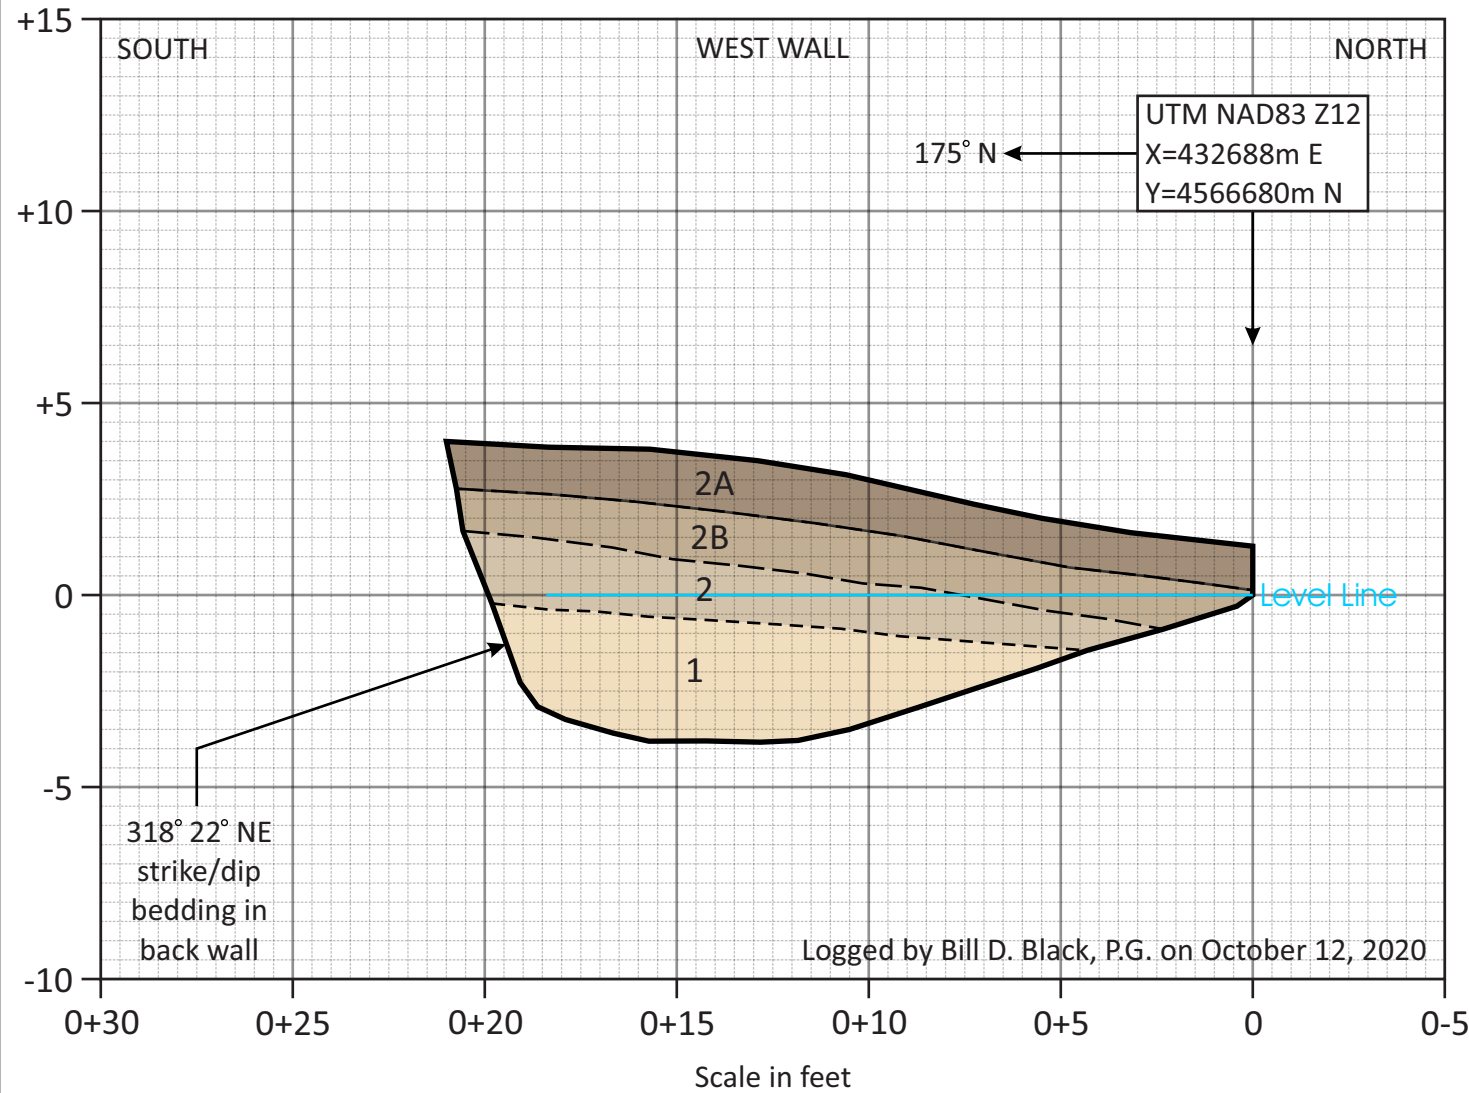 +15
SOUTH
WEST WALL
NORTH
UTM NAD83 Z12
X=432688m E
Y=4566680m N
175° N
+10
+5
2A
2B
2
0
Level Line
1
-5
318° 22° NE
strike/dip
bedding in
back wall
Logged by Bill D. Black, P.G. on October 12, 2020
-10
0+30 0+25 0+20 0+15 0+10 0+5 0 0-5
Scale in feet